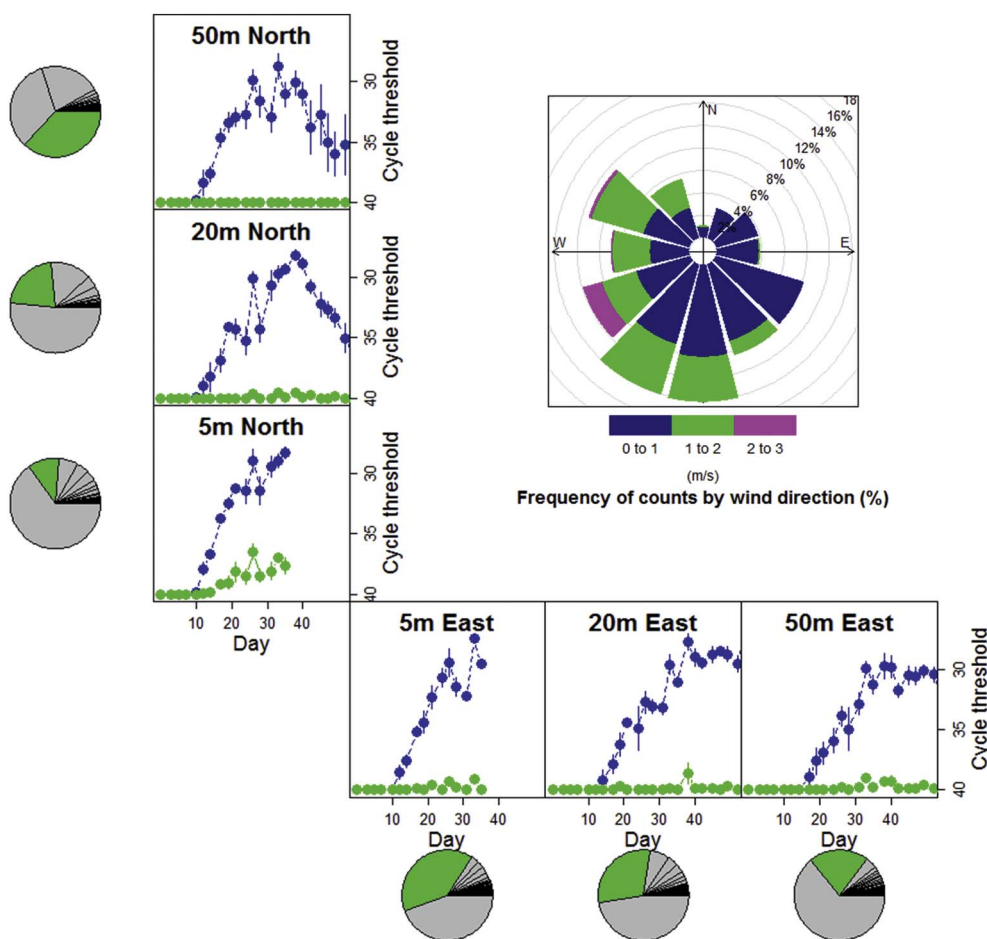 50m North
30
35
40
Cycle threshold
20m North
30
35
40
Cycle threshold
5m North
30
35
40
Cycle threshold
10 20 30 40
Day
N
W
E
2%
4%
6%
8%
10%
12%
14%
16%
18
0 to 1 1 to 2 2 to 3
(m/s)
Frequency of counts by wind direction (%)
5m East 20m East 50m East
30
35
40
Cycle threshold
10 20 30 40 10 20 30 40 10 20 30 40
Day Day Day